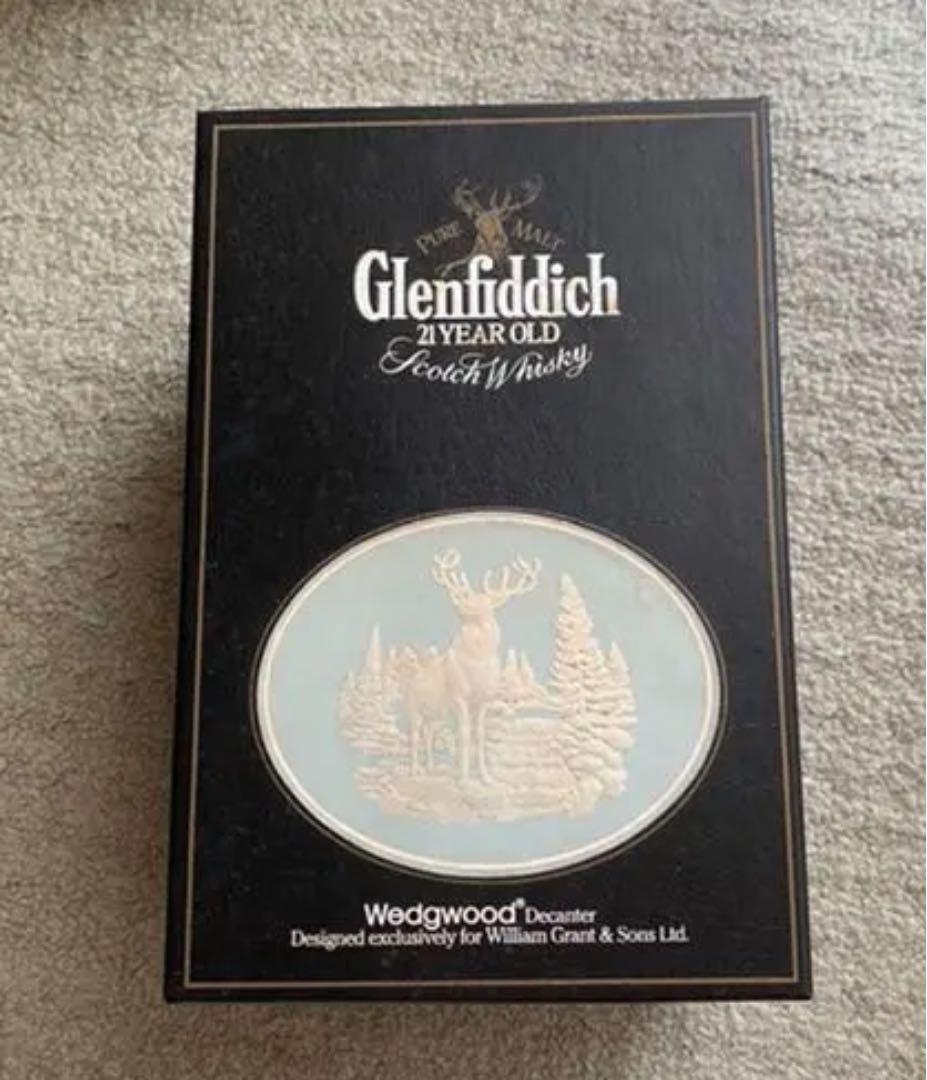 PURE MALT
Glenfiddich
21 YEAR OLD
Scotch Whisky
Wedgwood® Decanter
Designed exclusively for William Grant & Sons Ltd.